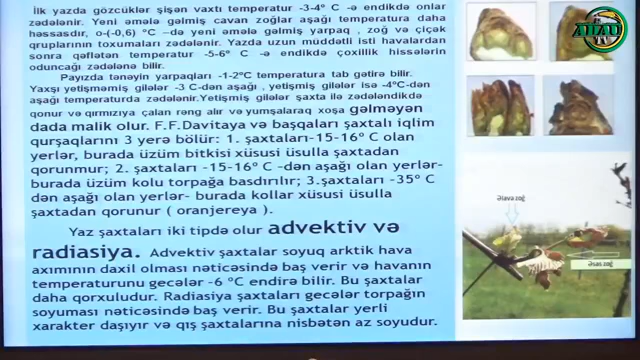 İlk yazda gözcüklər şişən vaxtı temperatur -3-4° C -ə endikdə onlar
zədələnir. Yeni əmələ gəlmiş cavan zoğlar aşağı temperatura daha
həssasdır, o-(-0,6) °C –də yeni əmələ gəlmiş yarpaq , zoğ və çiçək
qruplarının toxumaları zədələnir. Yazda uzun müddətli isti havalardan
sonra qəflətən temperatur -5-6° C -ə endikdə çoxillik hissələrin
oduncağı zədələnə bilir.
Payızda tənəyin yarpaqları -1-2°C temperatura tab gətirə bilir.
Yaxşı yetişməmiş gilələr -3 C-dən aşağı , yetişmiş gilələr isə -4°C-dən
aşağı temperaturda zədələnir.Yetişmiş gilələr şaxta ilə zədələndikdə
qonur və qırmızıya çalan rəng alır və yumşalaraq xoşa gəlməyən
dada malik olur. F.F.Davitaya və başqaları şaxtalı iqlim
qurşaqlarını 3 yerə bölür: 1. şaxtaları-15-16° C olan
yerlər, burada üzüm bitkisi xüsusi üsulla şaxtadan
qorunmur; 2. şaxtaları -15-16° C -dən aşağı olan yerlər-
burada üzüm kolu torpağa basdırılır; 3.şaxtaları -35° C
dən aşağı olan yerlər- burada kollar xüsusi üsulla
şaxtadan qorunur ( oranjereya ).
Yaz şaxtaları iki tipdə olur advektiv və
radiasiya. Advektiv şaxtalar soyuq arktik hava
axımının daxil olması nəticəsində baş verir və havanın
temperaturunu gecələr -6 °C endirə bilir. Bu şaxtalar
daha qorxuludur. Radiasiya şaxtaları gecələr torpağın
soyuması nəticəsində baş verir. Bu şaxtalar yerli
xarakter daşıyır və qış şaxtalarına nisbətən az soyudur.
ADAU
TV
Əlavə zoğ
Əsas zoğ